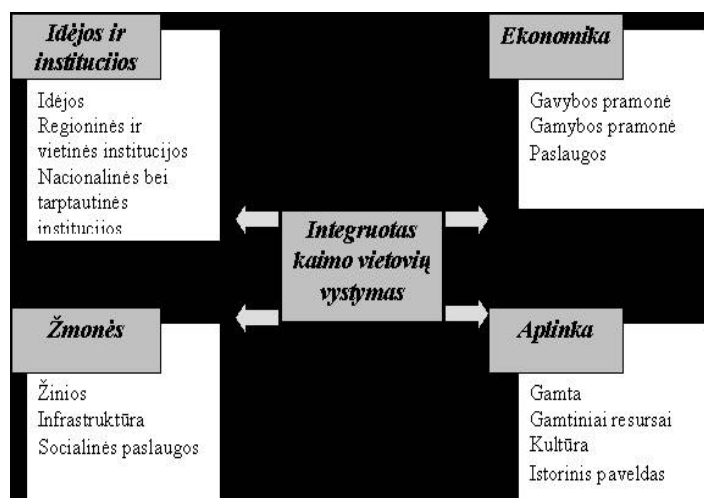 Idėjos ir
institucijos
Idėjos
Regioninės ir
vietinės institucijos
Nacionalinės bei
tarptautinės
institucijos
Ekonomika
Gavybos pramonė
Gamybos pramonė
Paslaugos
Integruotas
kaimo vietovių
vystymas
Žmonės
Žinios
Infrastruktūra
Socialinės paslaugos
Aplinka
Gamta
Gamtiniai resursai
Kultūra
Istorinis paveldas